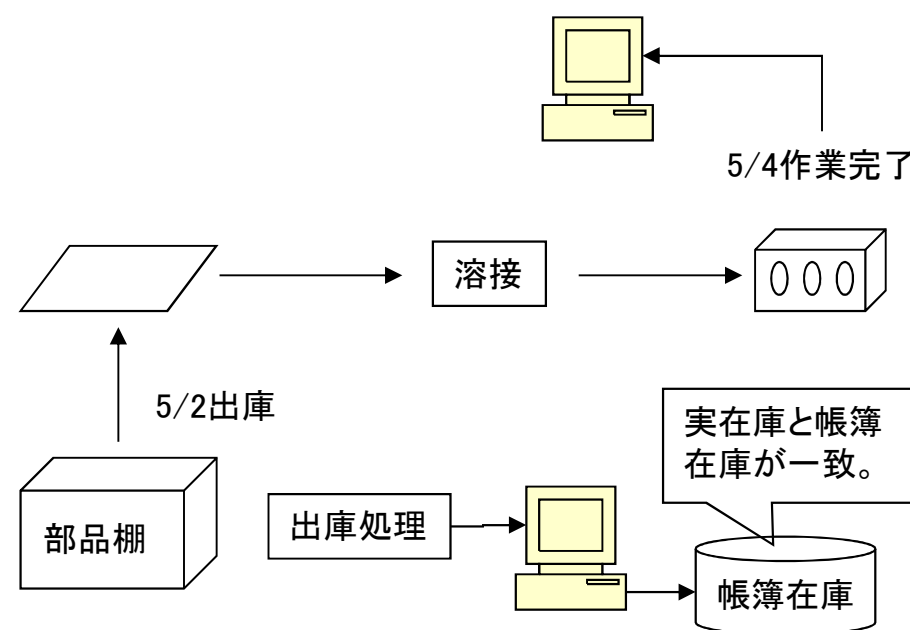 5/4作業完了
溶接
5/2出庫
実在庫と帳簿
在庫が一致。
部品棚
出庫処理
帳簿在庫